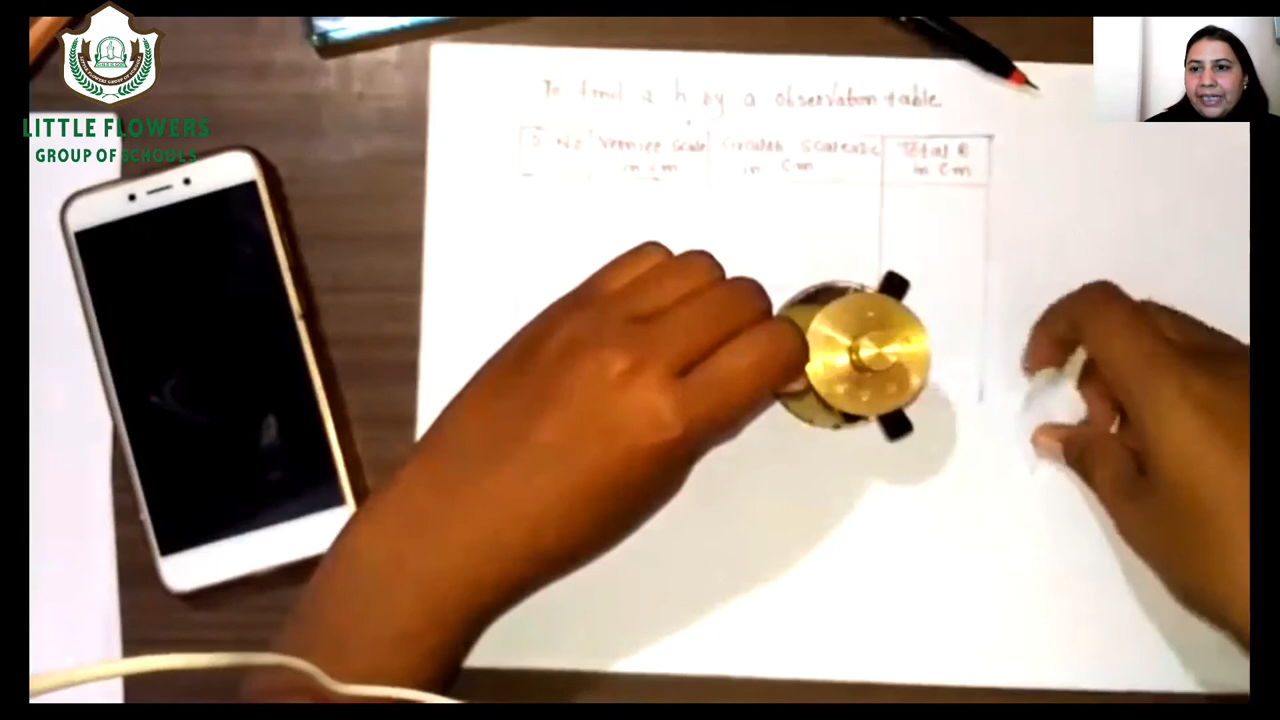 LITTLE FLOWERS
GROUP OF SCHOOLS
To find a h by a observation table
S No Vernier Scale Circular Scale Total R
in cm in Cm in Cm